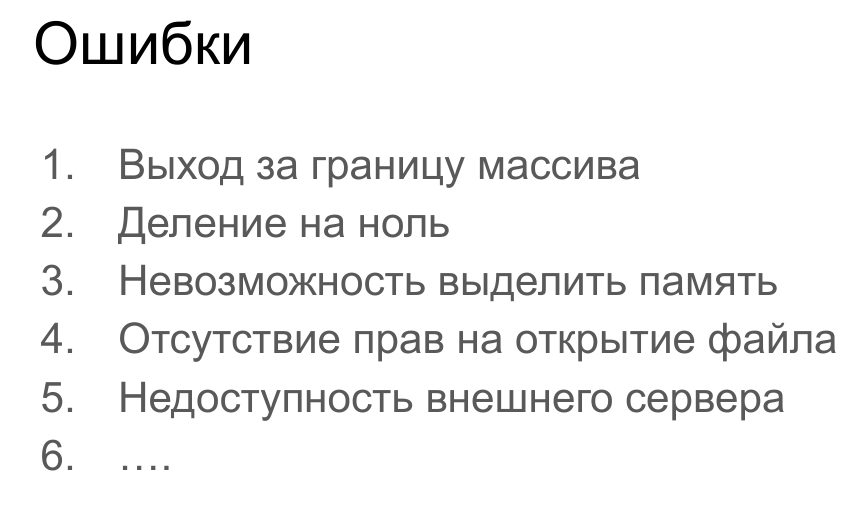 Ошибки
1. Выход за границу массива
2. Деление на ноль
3. Невозможность выделить память
4. Отсутствие прав на открытие файла
5. Недоступность внешнего сервера
6. ….